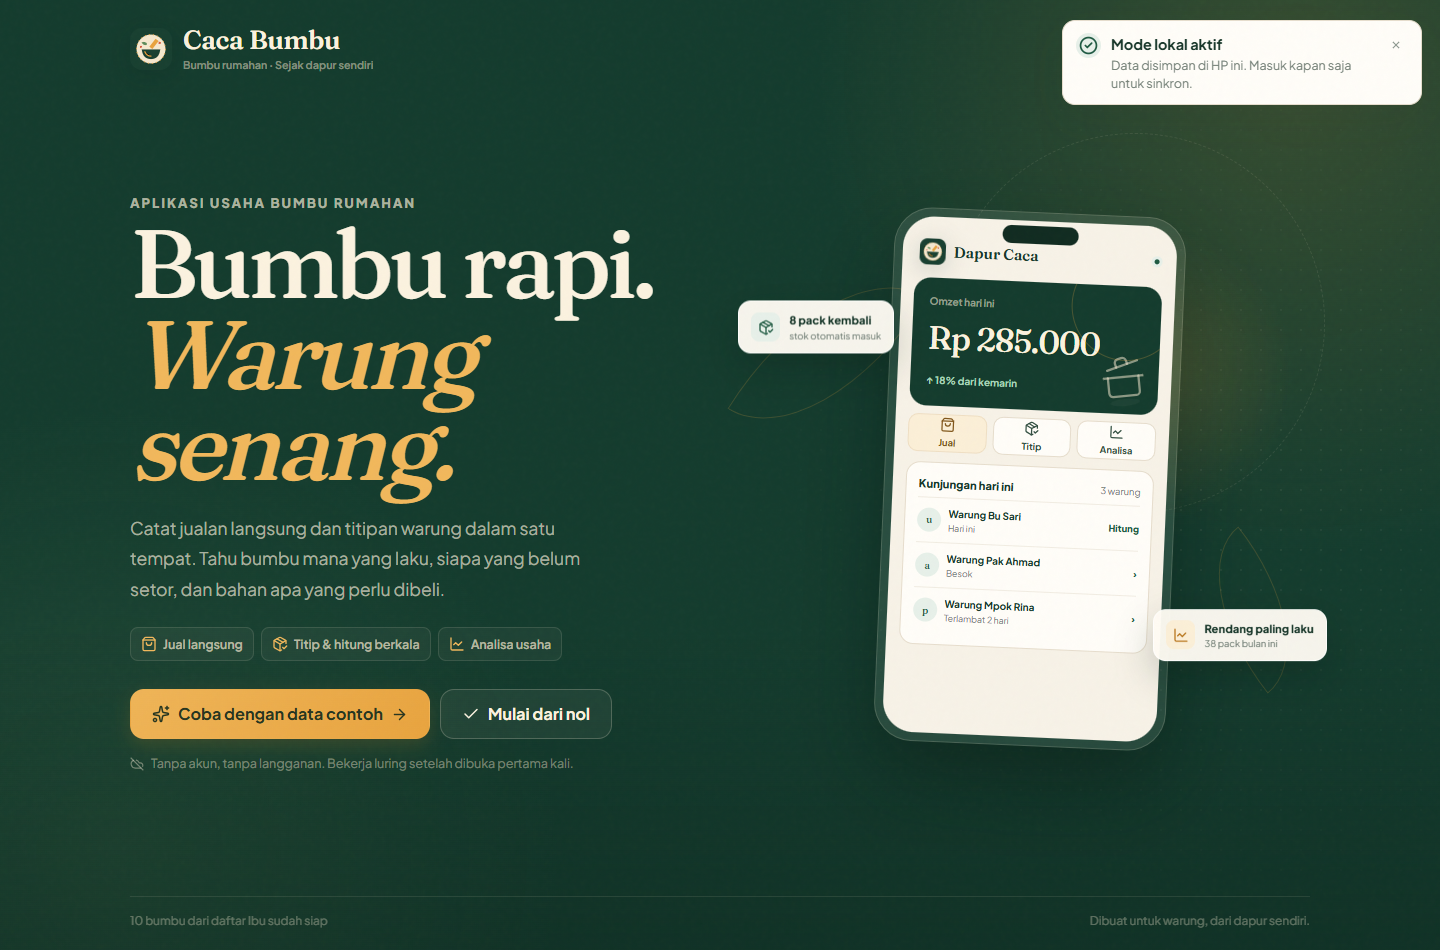 Caca Bumbu
Bumbu rumahan · Sejak dapur sendiri
Mode lokal aktif
Data disimpan di HP ini. Masuk kapan saja
untuk sinkron.
APLIKASI USAHA BUMBU RUMAHAN
Bumbu rapi.
Warung
senang.
Catat jualan langsung dan titipan warung dalam satu
tempat. Tahu bumbu mana yang laku, siapa yang belum
setor, dan bahan apa yang perlu dibeli.
Jual langsung
Titip & hitung berkala
Analisa usaha
Coba dengan data contoh
Mulai dari nol
Tanpa akun, tanpa langganan. Bekerja luring setelah dibuka pertama kali.
8 pack kembali
stok otomatis masuk
Dapur Caca
Omzet hari ini
Rp 285.000
↑ 18% dari kemarin
Jual
Titip
Analisa
Kunjungan hari ini
3 warung
u
Warung Bu Sari
Hari ini
Hitung
a
Warung Pak Ahmad
Besok
p
Warung Mpok Rina
Terlambat 2 hari
Rendang paling laku
38 pack bulan ini
10 bumbu dari daftar Ibu sudah siap
Dibuat untuk warung, dari dapur sendiri.